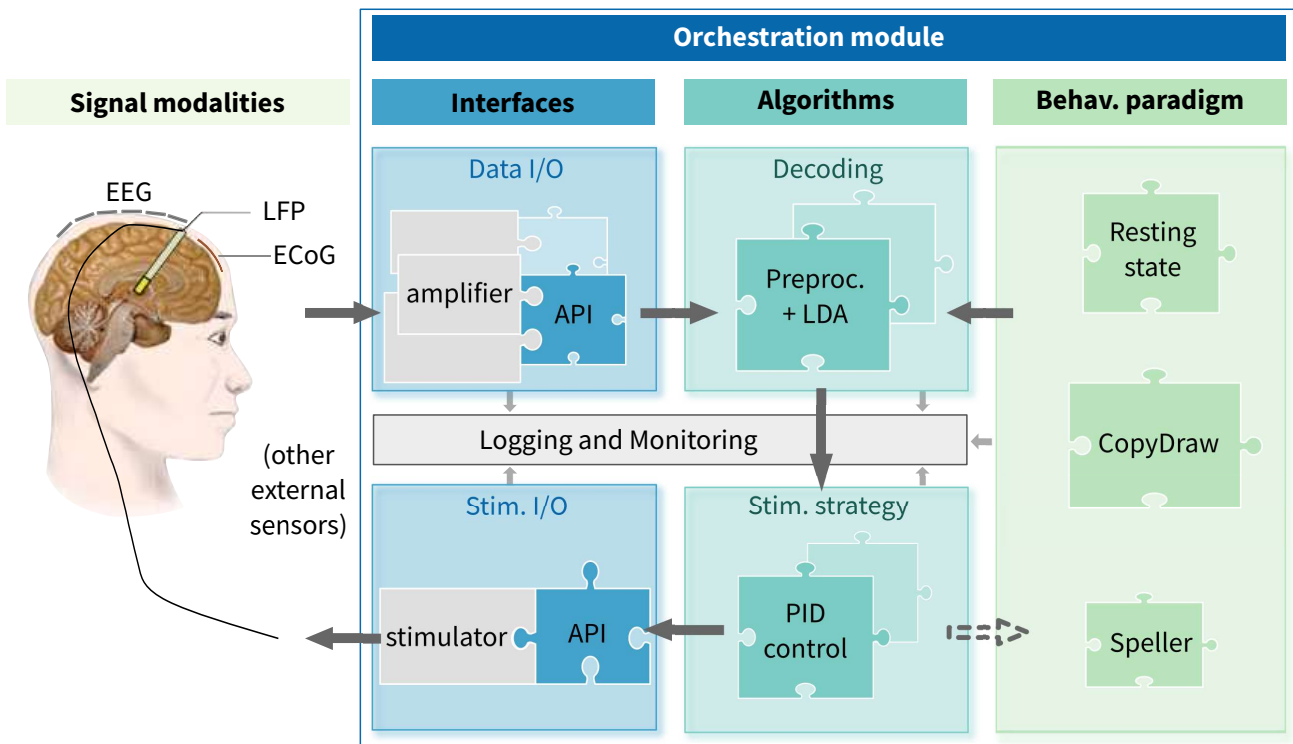 Orchestration module
Signal modalities
Interfaces
Algorithms
Behav. paradigm
EEG
LFP
ECoG
(other
external
sensors)
Data I/O
amplifier
API
Decoding
Preproc.
+ LDA
Resting
state
Logging and Monitoring
CopyDraw
Stim. I/O
stimulator
API
Stim. strategy
PID
control
Speller